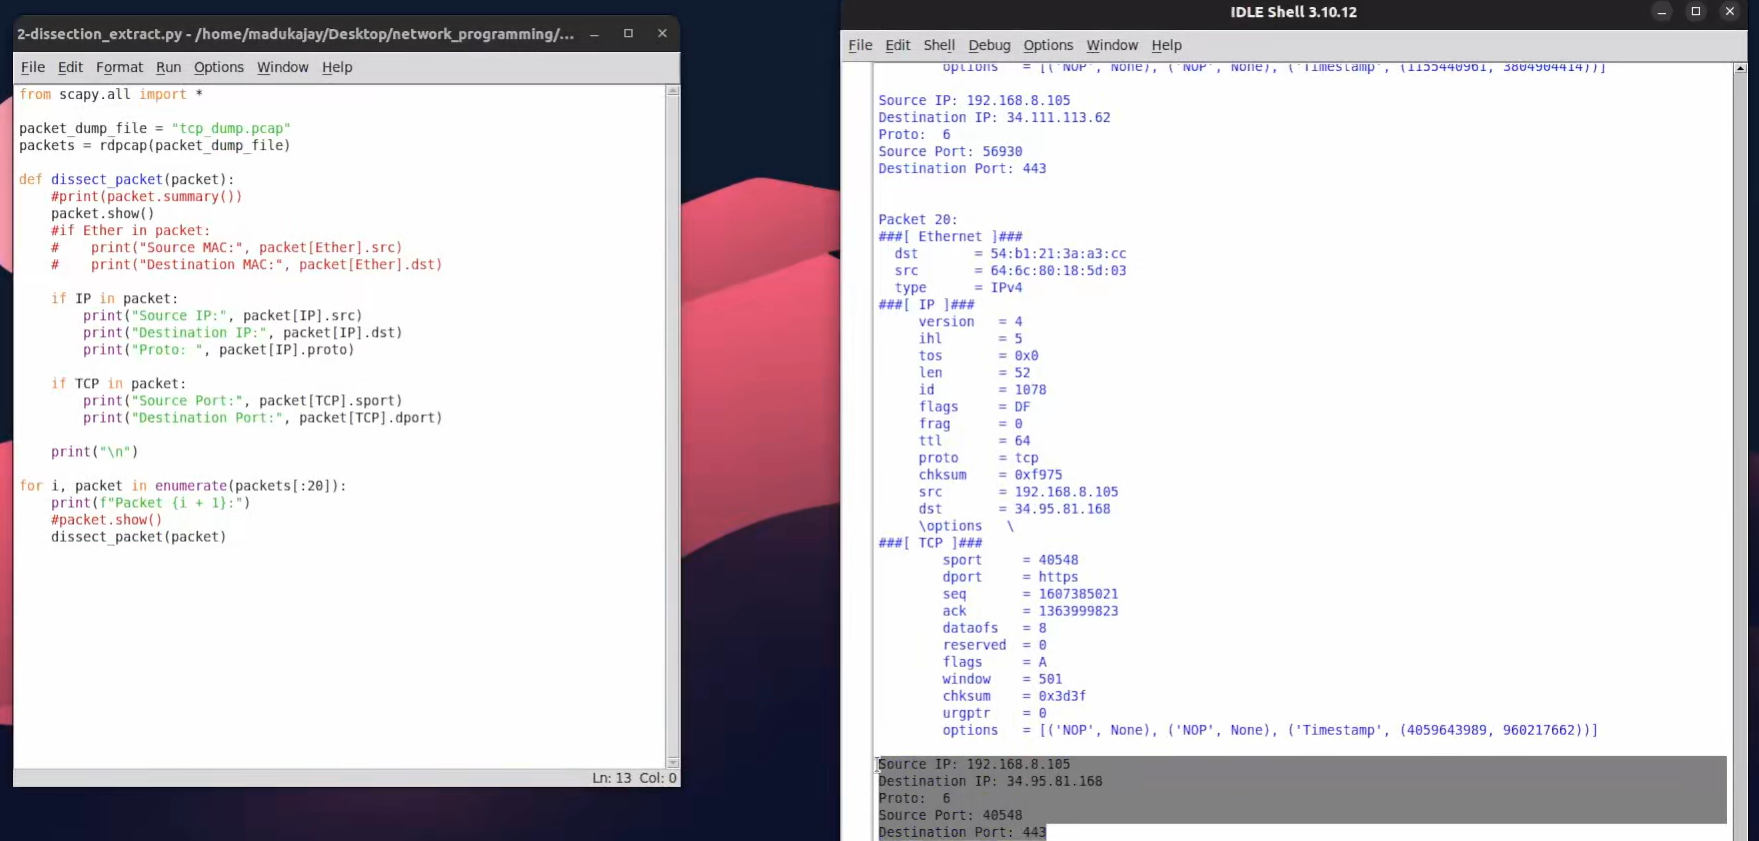 2-dissection_extract.py - /home/madukajay/Desktop/network_programming/...
File Edit Format Run Options Window Help
from scapy.all import *
packet_dump_file = "tcp_dump.pcap"
packets = rdpcap(packet_dump_file)
def dissect_packet(packet):
    #print(packet.summary())
    packet.show()
    #if Ether in packet:
    #    print("Source MAC:", packet[Ether].src)
    #    print("Destination MAC:", packet[Ether].dst)
    if IP in packet:
        print("Source IP:", packet[IP].src)
        print("Destination IP:", packet[IP].dst)
        print("Proto: ", packet[IP].proto)
    if TCP in packet:
        print("Source Port:", packet[TCP].sport)
        print("Destination Port:", packet[TCP].dport)
    print("\n")
for i, packet in enumerate(packets[:20]):
    print(f"Packet {i + 1}:")
    #packet.show()
    dissect_packet(packet)
Ln: 13 Col: 0
IDLE Shell 3.10.12
File Edit Shell Debug Options Window Help
options = [('NOP', None), ('NOP', None), ('Timestamp', (1155440961, 3804904414))]
Source IP: 192.168.8.105
Destination IP: 34.111.113.62
Proto:  6
Source Port: 56930
Destination Port: 443
Packet 20:
###[ Ethernet ]###
  dst       = 54:b1:21:3a:a3:cc
  src       = 64:6c:80:18:5d:03
  type      = IPv4
###[ IP ]###
     version   = 4
     ihl       = 5
     tos       = 0x0
     len       = 52
     id        = 1078
     flags     = DF
     frag      = 0
     ttl       = 64
     proto     = tcp
     chksum    = 0xf975
     src       = 192.168.8.105
     dst       = 34.95.81.168
     \options   \
###[ TCP ]###
        sport     = 40548
        dport     = https
        seq       = 1607385021
        ack       = 1363999823
        dataofs   = 8
        reserved  = 0
        flags     = A
        window    = 501
        chksum    = 0x3d3f
        urgptr    = 0
        options   = [('NOP', None), ('NOP', None), ('Timestamp', (4059643989, 960217662))]
Source IP: 192.168.8.105
Destination IP: 34.95.81.168
Proto:  6
Source Port: 40548
Destination Port: 443